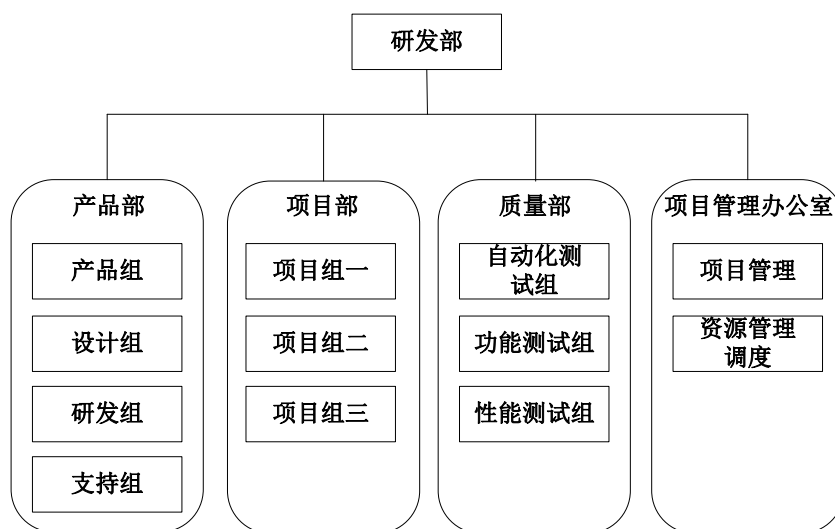 研发部
产品部
产品组
设计组
研发组
支持组
项目部
项目组一
项目组二
项目组三
质量部
自动化测
试组
功能测试组
性能测试组
项目管理办公室
项目管理
资源管理
调度